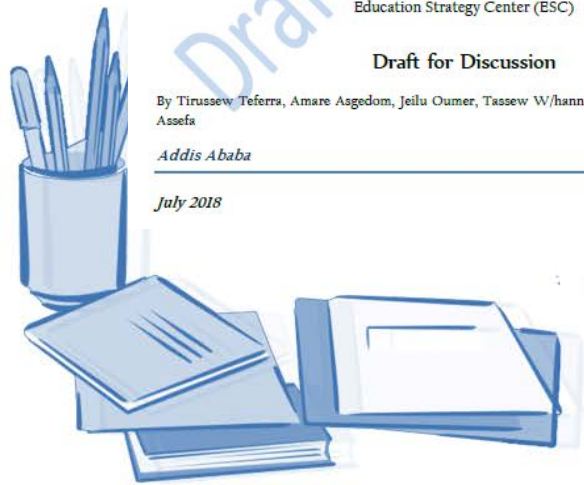 Education Strategy Center (ESC)
Draft for Discussion
By Tirussew Teferra, Amare Asgedom, Jeilu Oumer, Tassew W/hann
Assefa
Addis Ababa
July 2018
Draf